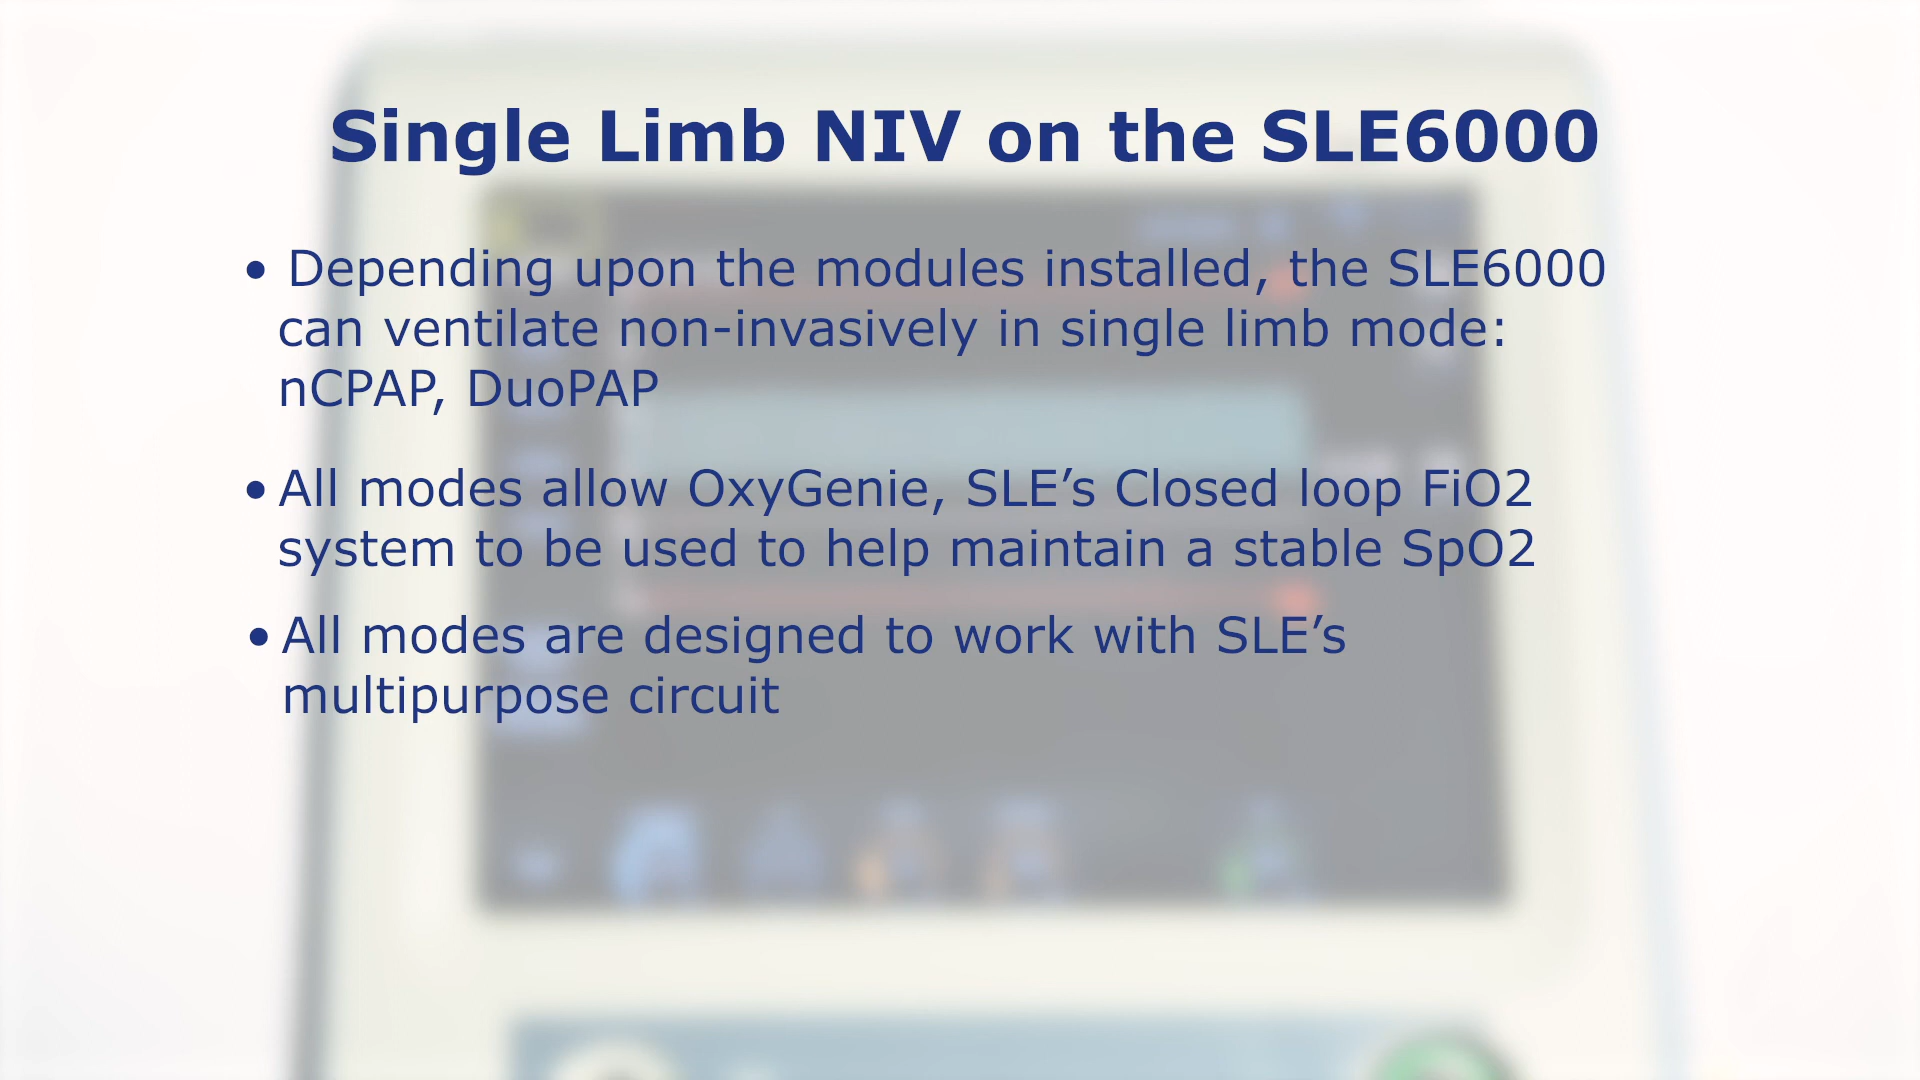 Single Limb NIV on the SLE6000
• Depending upon the modules installed, the SLE6000
can ventilate non-invasively in single limb mode:
nCPAP, DuoPAP
• All modes allow OxyGenie, SLE’s Closed loop FiO2
system to be used to help maintain a stable SpO2
• All modes are designed to work with SLE’s
multipurpose circuit